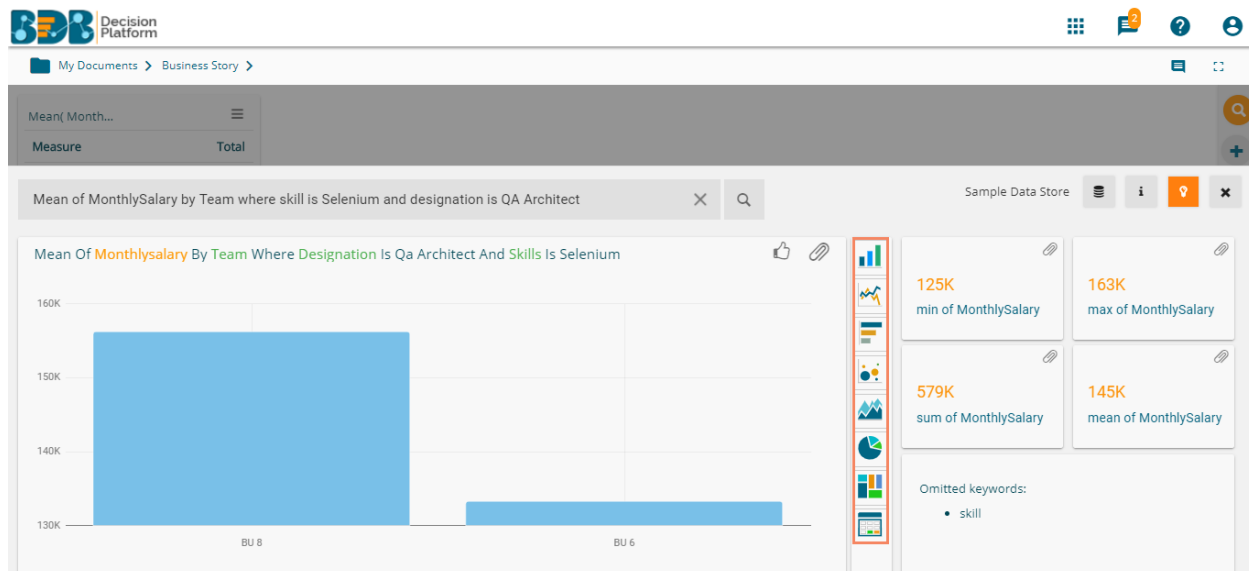 BDB Decision Platform
2
My Documents > Business Story >
Mean( Month...
Measure Total
Mean of MonthlySalary by Team where skill is Selenium and designation is QA Architect
Sample Data Store
i
Mean Of Monthlysalary By Team Where Designation Is Qa Architect And Skills Is Selenium
160K
150K
140K
130K
BU 8
BU 6
125K
min of MonthlySalary
163K
max of MonthlySalary
579K
sum of MonthlySalary
145K
mean of MonthlySalary
Omitted keywords:
• skill